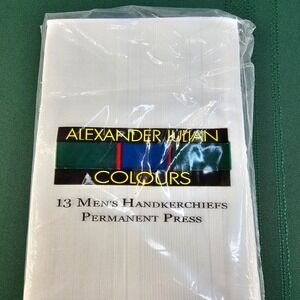 ALEXANDER JULIAN
COLOURS
13 MEN'S HANDKERCHIEFS
PERMANENT PRESS